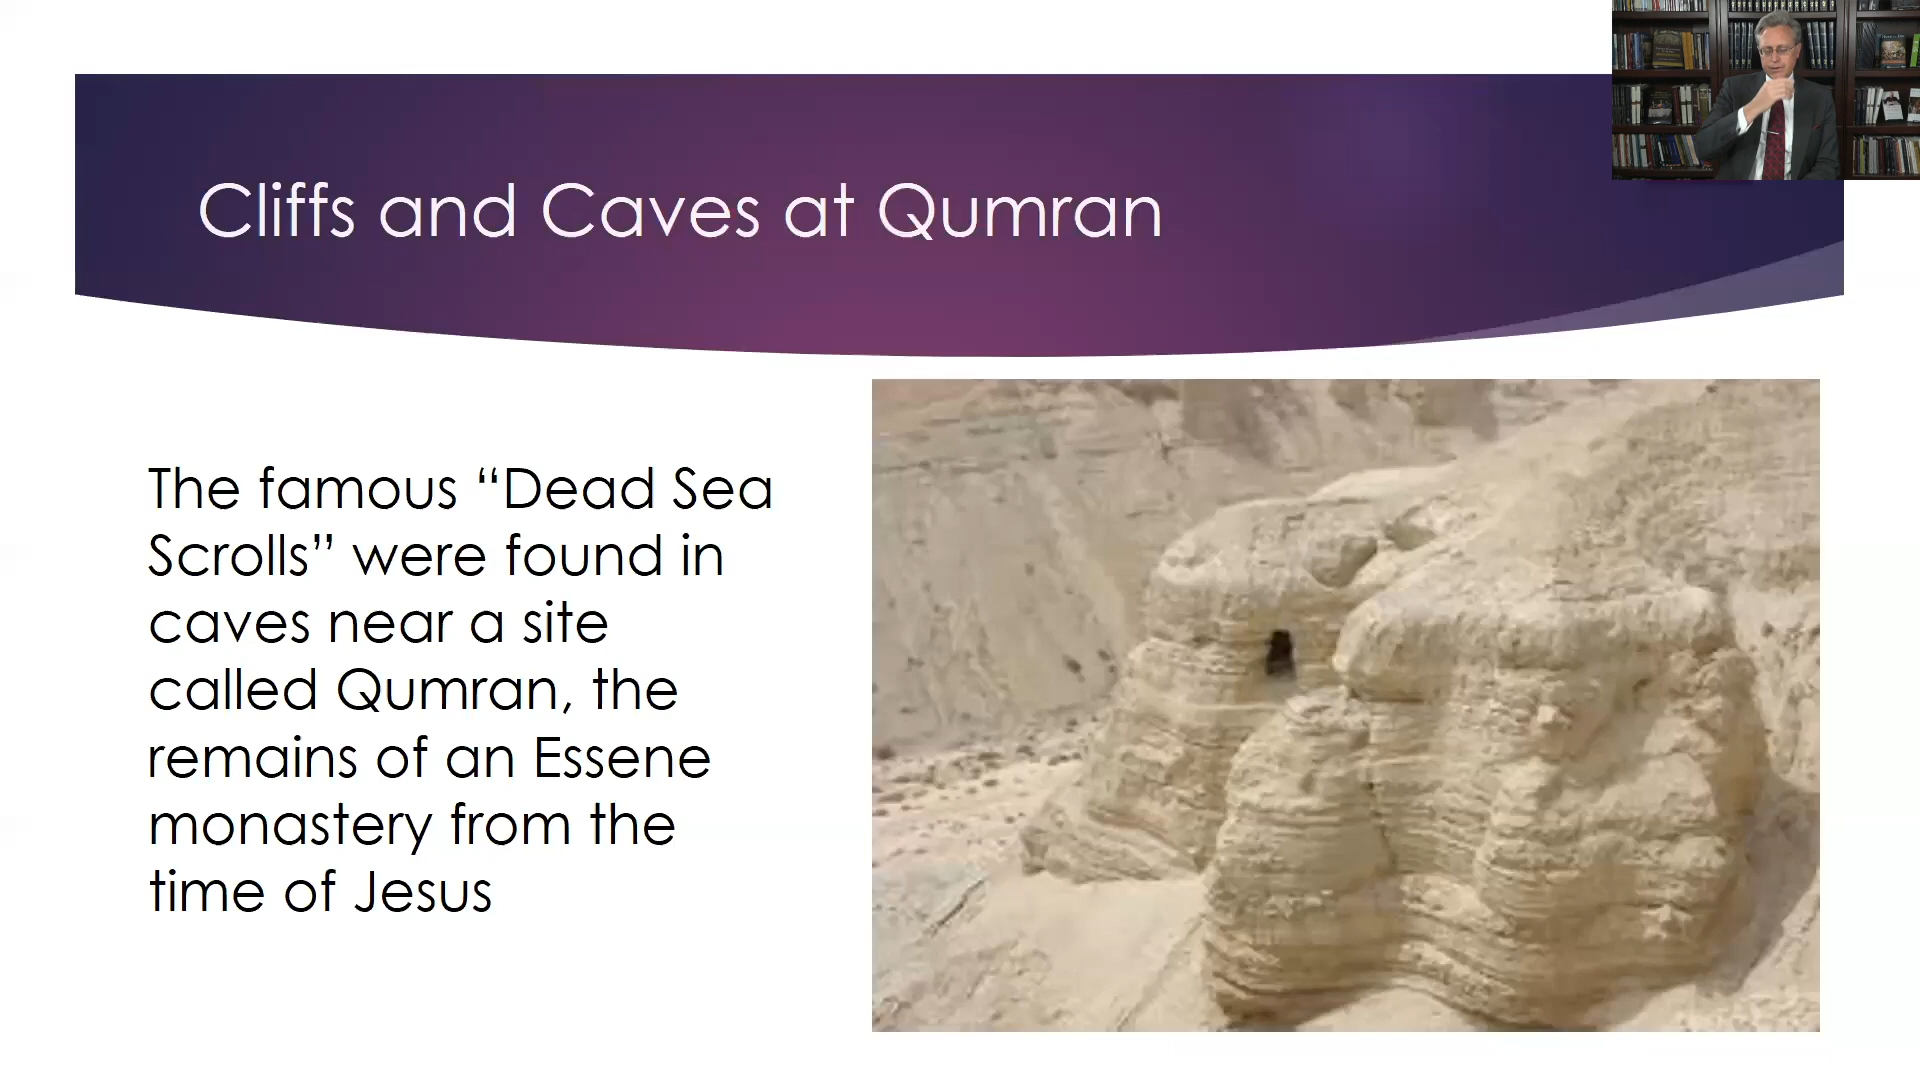 Cliffs and Caves at Qumran
The famous “Dead Sea
Scrolls” were found in
caves near a site
called Qumran, the
remains of an Essene
monastery from the
time of Jesus